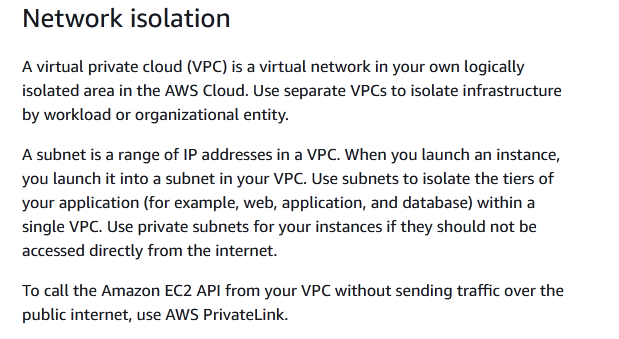 Network isolation
A virtual private cloud (VPC) is a virtual network in your own logically
isolated area in the AWS Cloud. Use separate VPCs to isolate infrastructure
by workload or organizational entity.
A subnet is a range of IP addresses in a VPC. When you launch an instance,
you launch it into a subnet in your VPC. Use subnets to isolate the tiers of
your application (for example, web, application, and database) within a
single VPC. Use private subnets for your instances if they should not be
accessed directly from the internet.
To call the Amazon EC2 API from your VPC without sending traffic over the
public internet, use AWS PrivateLink.